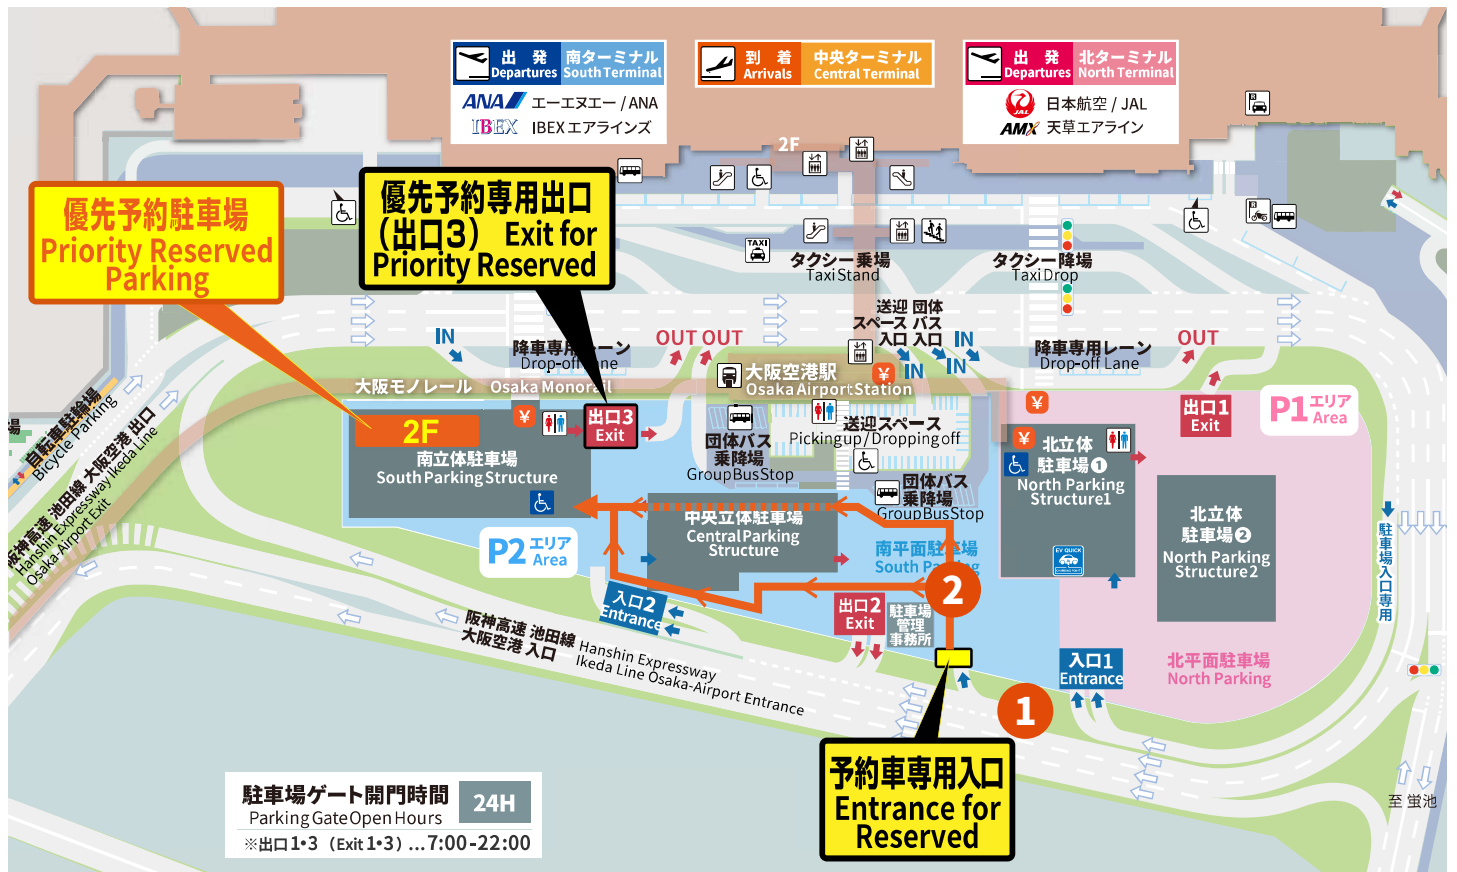 出 発
Departures
南ターミナル
South Terminal
ANA エーエヌエー / ANA
IBEX IBEX エアラインズ
到 着
Arrivals
中央ターミナル
Central Terminal
出 発
Departures
北ターミナル
North Terminal
JAL 日本航空 / JAL
AMX 天草エアライン
2F
優先予約駐車場
Priority Reserved
Parking
優先予約専用出口
（出口３） Exit for
Priority Reserved
TAXI
タクシー乗場
Taxi Stand
タクシー降場
Taxi Drop
送迎
スペース
入口
団体
バス
入口
IN
OUT
OUT
IN
IN
IN
OUT
降車専用レーン
Drop-off Lane
降車専用レーン
Drop-off Lane
大阪モノレール Osaka Monorail
大阪空港駅
Osaka Airport Station
¥
¥
¥
¥
2F
出口3
Exit
南立体駐車場
South Parking Structure
団体バス
乗降場
Group Bus Stop
送迎スペース
Picking up / Dropping off
団体バス
乗降場
Group Bus Stop
北立体
駐車場❶
North Parking
Structure1
EV QUICK
出口1
Exit
P1 エリア
Area
北立体
駐車場❷
North Parking
Structure2
自転車駐輪場
Bicycle Parking
阪神高速 池田線 大阪空港 出口
Hanshin Expressway Ikeda Line
Osaka-Airport Exit
P2 エリア
Area
中央立体駐車場
Central Parking
Structure
南平面駐車場
South Parking
2
入口2
Entrance
出口2
Exit
駐車場
管理
事務所
入口1
Entrance
北平面駐車場
North Parking
駐車場入口専用
阪神高速 池田線
大阪空港 入口
Hanshin Expressway
Ikeda Line Osaka-Airport Entrance
1
予約車専用入口
Entrance for
Reserved
至 蛍池
駐車場ゲート開門時間
Parking Gate Open Hours
24H
※出口1・3 （Exit 1・3）…7:00-22:00